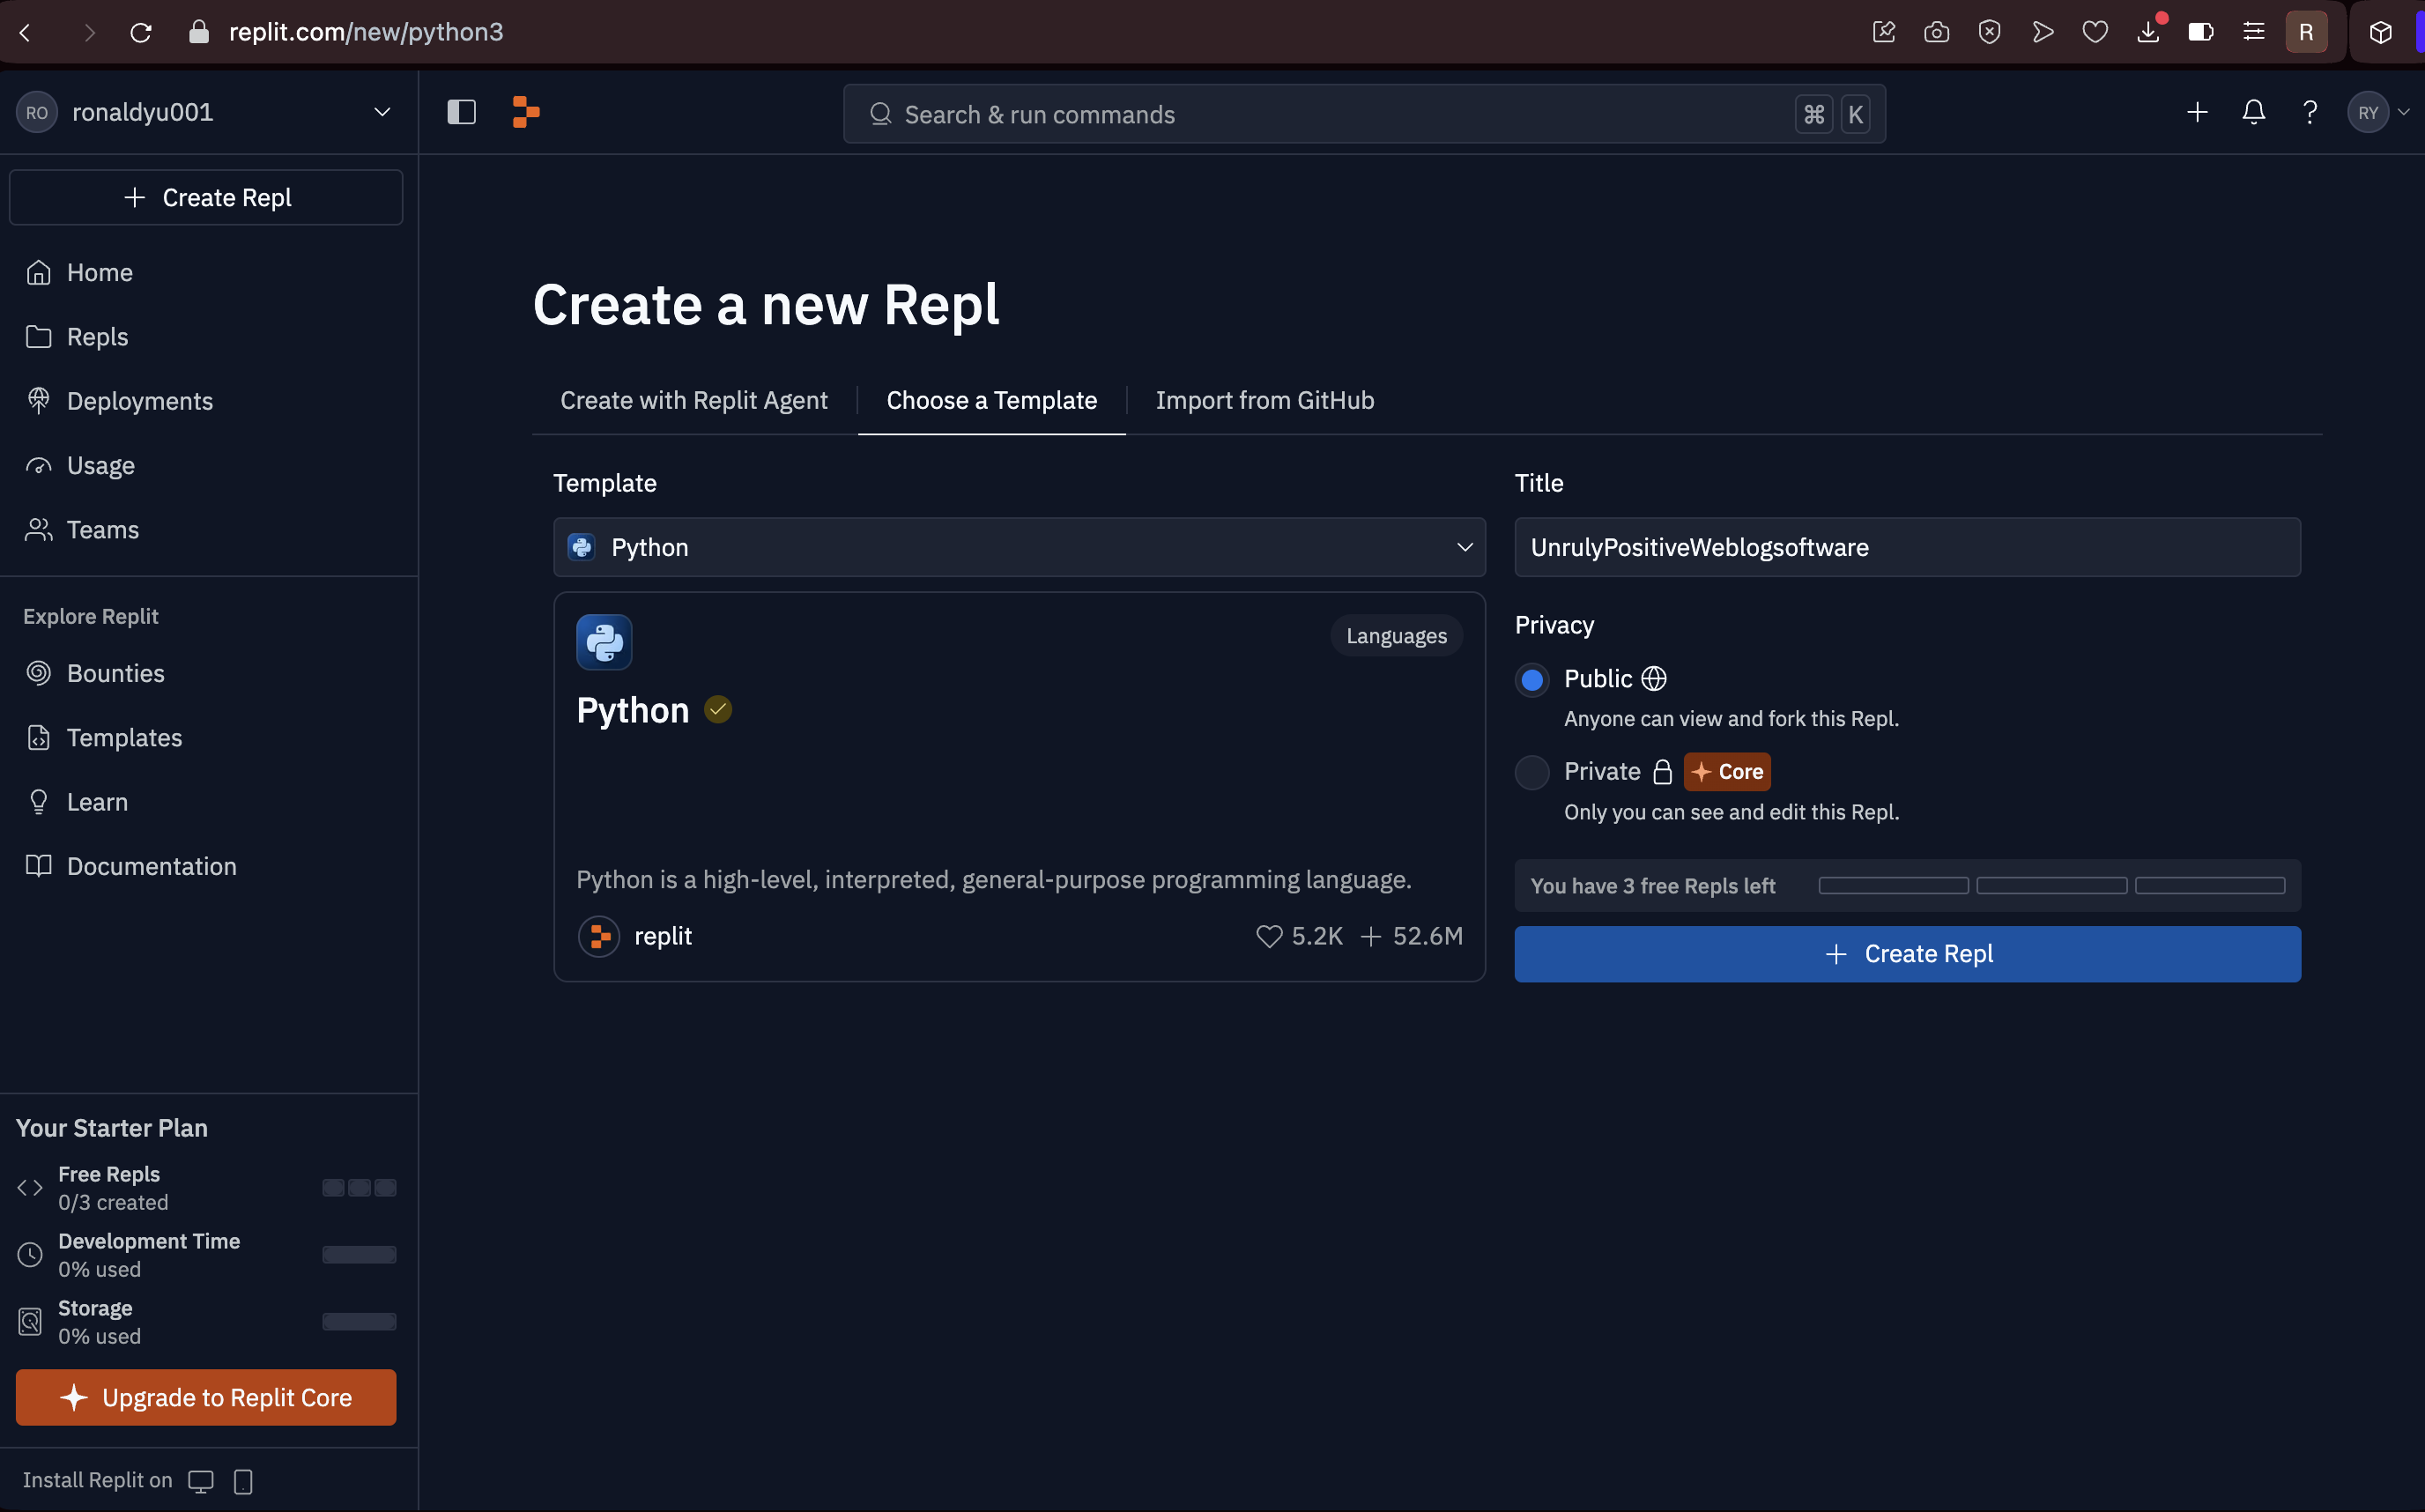 replit.com/new/python3
R
RO
ronaldyu001
Search & run commands
⌘ K
RY
+ Create Repl
Home
Repls
Deployments
Usage
Teams
Explore Replit
Bounties
Templates
Learn
Documentation
Your Starter Plan
Free Repls
0/3 created
Development Time
0% used
Storage
0% used
Upgrade to Replit Core
Install Replit on
Create a new Repl
Create with Replit Agent
Choose a Template
Import from GitHub
Template
Python
Languages
Python
Python is a high-level, interpreted, general-purpose programming language.
replit
5.2K + 52.6M
Title
UnrulyPositiveWeblogsoftware
Privacy
Public
Anyone can view and fork this Repl.
Private Core
Only you can see and edit this Repl.
You have 3 free Repls left
+ Create Repl